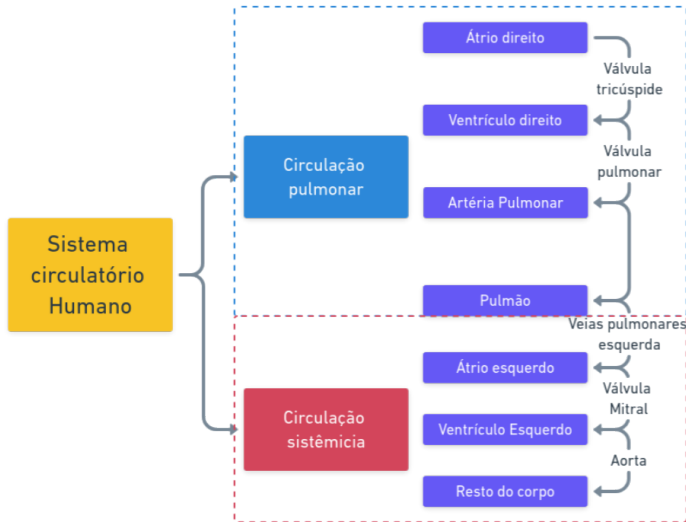 Sistema
circulatório
Humano
Circulação
pulmonar
Átrio direito
Válvula
tricúspide
Ventrículo direito
Válvula
pulmonar
Artéria Pulmonar
Pulmão
Veias pulmonares
esquerda
Circulação
sistêmicia
Átrio esquerdo
Válvula
Mitral
Ventrículo Esquerdo
Aorta
Resto do corpo